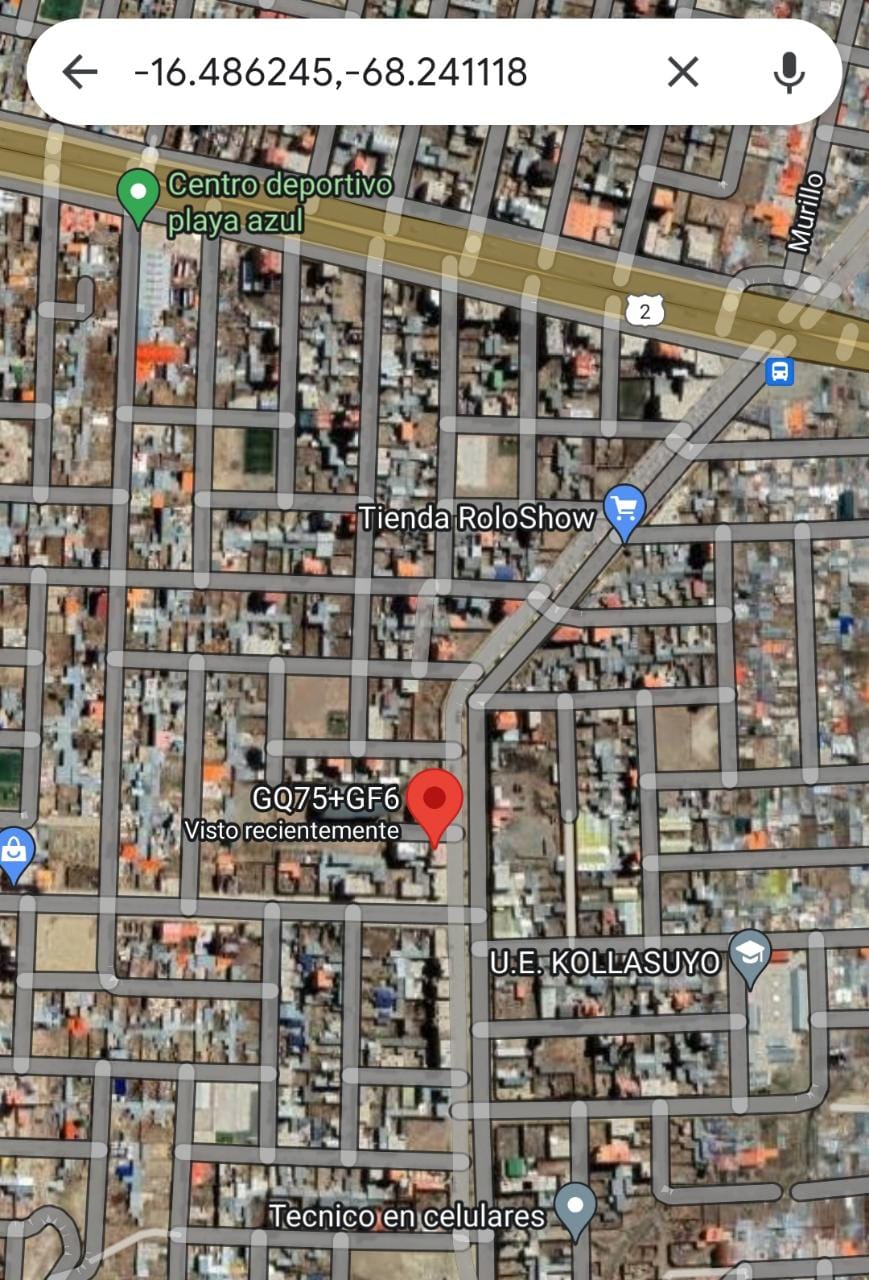 -16.486245,-68.241118
Centro deportivo
playa azul
Murillo
2
Tienda RoloShow
GQ75+GF6
Visto recientemente
U.E. KOLLASUYO
Tecnico en celulares